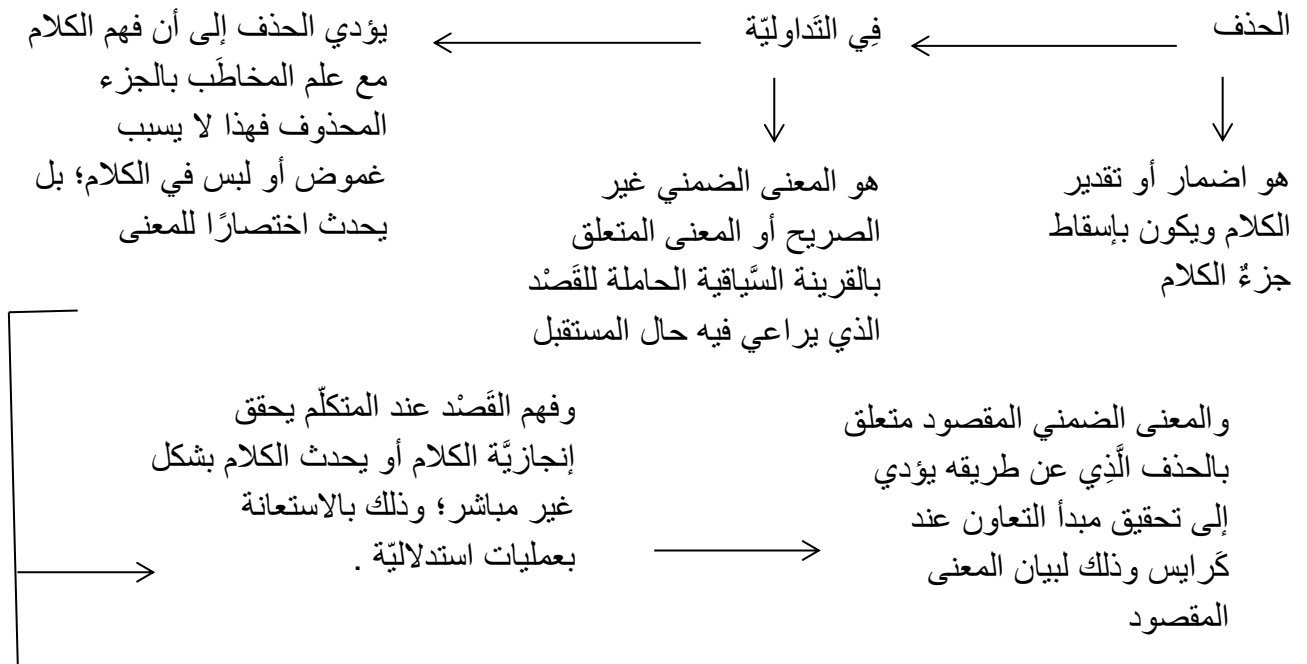 الحذف
هو اضمار أو تقدير
الكلام ويكون بإسقاط
جزءٌ الكلام
فِي التَداوليّة
هو المعنى الضمني غير
الصريح أو المعنى المتعلق
بالقرينة السَّياقية الحاملة للقَصْد
الذي يراعي فيه حال المستقبل
يؤدي الحذف إلى أن فهم الكلام
مع علم المخاطَب بالجزء
المحذوف فهذا لا يسبب
غموض أو لبس في الكلام؛ بل
يحدث اختصارًا للمعنى
وفهم القَصْد عند المتكلّم يحقق
إنجازيَّة الكلام أو يحدث الكلام بشكل
غير مباشر؛ وذلك بالاستعانة
بعمليات استدلاليّة .
والمعنى الضمني المقصود متعلق
بالحذف الَّذِي عن طريقه يؤدي
إلى تحقيق مبدأ التعاون عند
كَرايس وذلك لبيان المعنى
المقصود